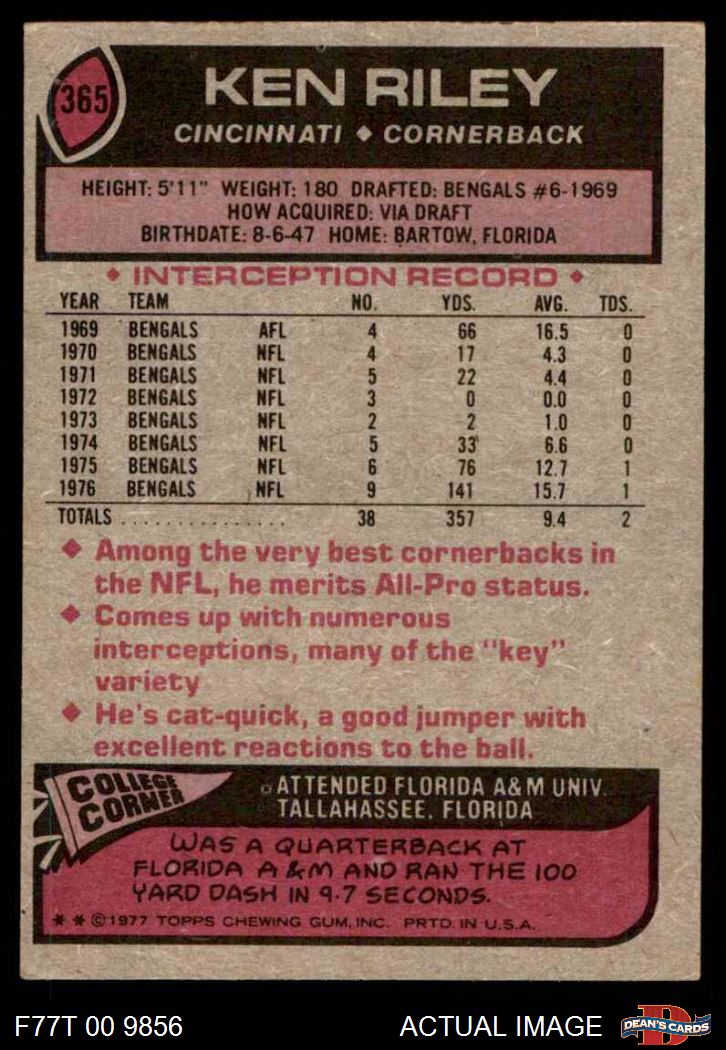 365
KEN RILEY
CINCINNATI ♦ CORNERBACK
HEIGHT: 5'11" WEIGHT: 180 DRAFTED: BENGALS #6-1969
HOW ACQUIRED: VIA DRAFT
BIRTHDATE: 8-6-47 HOME: BARTOW, FLORIDA
♦ INTERCEPTION RECORD ♦
YEAR TEAM NO. YDS. AVG. TDS.
1969 BENGALS AFL 4 66 16.5 0
1970 BENGALS NFL 4 17 4.3 0
1971 BENGALS NFL 5 22 4.4 0
1972 BENGALS NFL 3 0 0.0 0
1973 BENGALS NFL 2 2 1.0 0
1974 BENGALS NFL 5 33 6.6 0
1975 BENGALS NFL 6 76 12.7 1
1976 BENGALS NFL 9 141 15.7 1
TOTALS ............... 38 357 9.4 2
♦ Among the very best cornerbacks in
the NFL, he merits All-Pro status.
♦ Comes up with numerous
interceptions, many of the "key"
variety
♦ He's cat-quick, a good jumper with
excellent reactions to the ball.
COLLEGE
CORNER
ATTENDED FLORIDA A&M UNIV.
TALLAHASSEE, FLORIDA
WAS A QUARTERBACK AT
FLORIDA A&M AND RAN THE 100
YARD DASH IN 9.7 SECONDS.
* * © 1977 TOPPS CHEWING GUM, INC. PRTD. IN U.S.A.
F77T 00 9856
ACTUAL IMAGE
D
DEAN'S CARDS